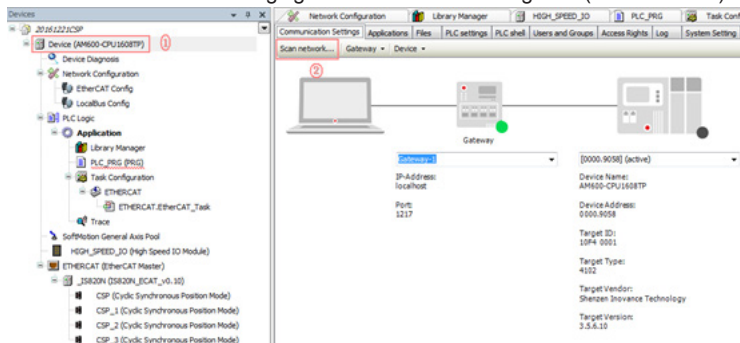 Devices
20161221CSP
Device (AM600-CPU1608TP)
①
Device Diagnosis
Network Configuration
EtherCAT Config
LocalBus Config
PLC Logic
Application
Library Manager
PLC_PRG (PRG)
Task Configuration
ETHERCAT
ETHERCAT.EtherCAT_Task
Trace
SoftMotion General Axis Pool
HIGH_SPEED_IO (High Speed IO Module)
ETHERCAT (EtherCAT Master)
_IS820N (IS820N_ECAT_v0.10)
CSP (Cyclic Synchronous Position Mode)
CSP_1 (Cyclic Synchronous Position Mode)
CSP_2 (Cyclic Synchronous Position Mode)
CSP_3 (Cyclic Synchronous Position Mode)
Network Configuration Library Manager HIGH_SPEED_IO PLC_PRG Task Conf
Communication Settings Applications Files PLC settings PLC shell Users and Groups Access Rights Log System Setting
Scan network... Gateway Device
②
Gateway
Gateway-1
IP-Address:
localhost
Port:
1217
[0000.9058] (active)
Device Name:
AM600-CPU1608TP
Device Address:
0000.9058
Target ID:
10F4 0001
Target Type:
4102
Target Vendor:
Shenzen Inovance Technology
Target Version:
3.5.6.10